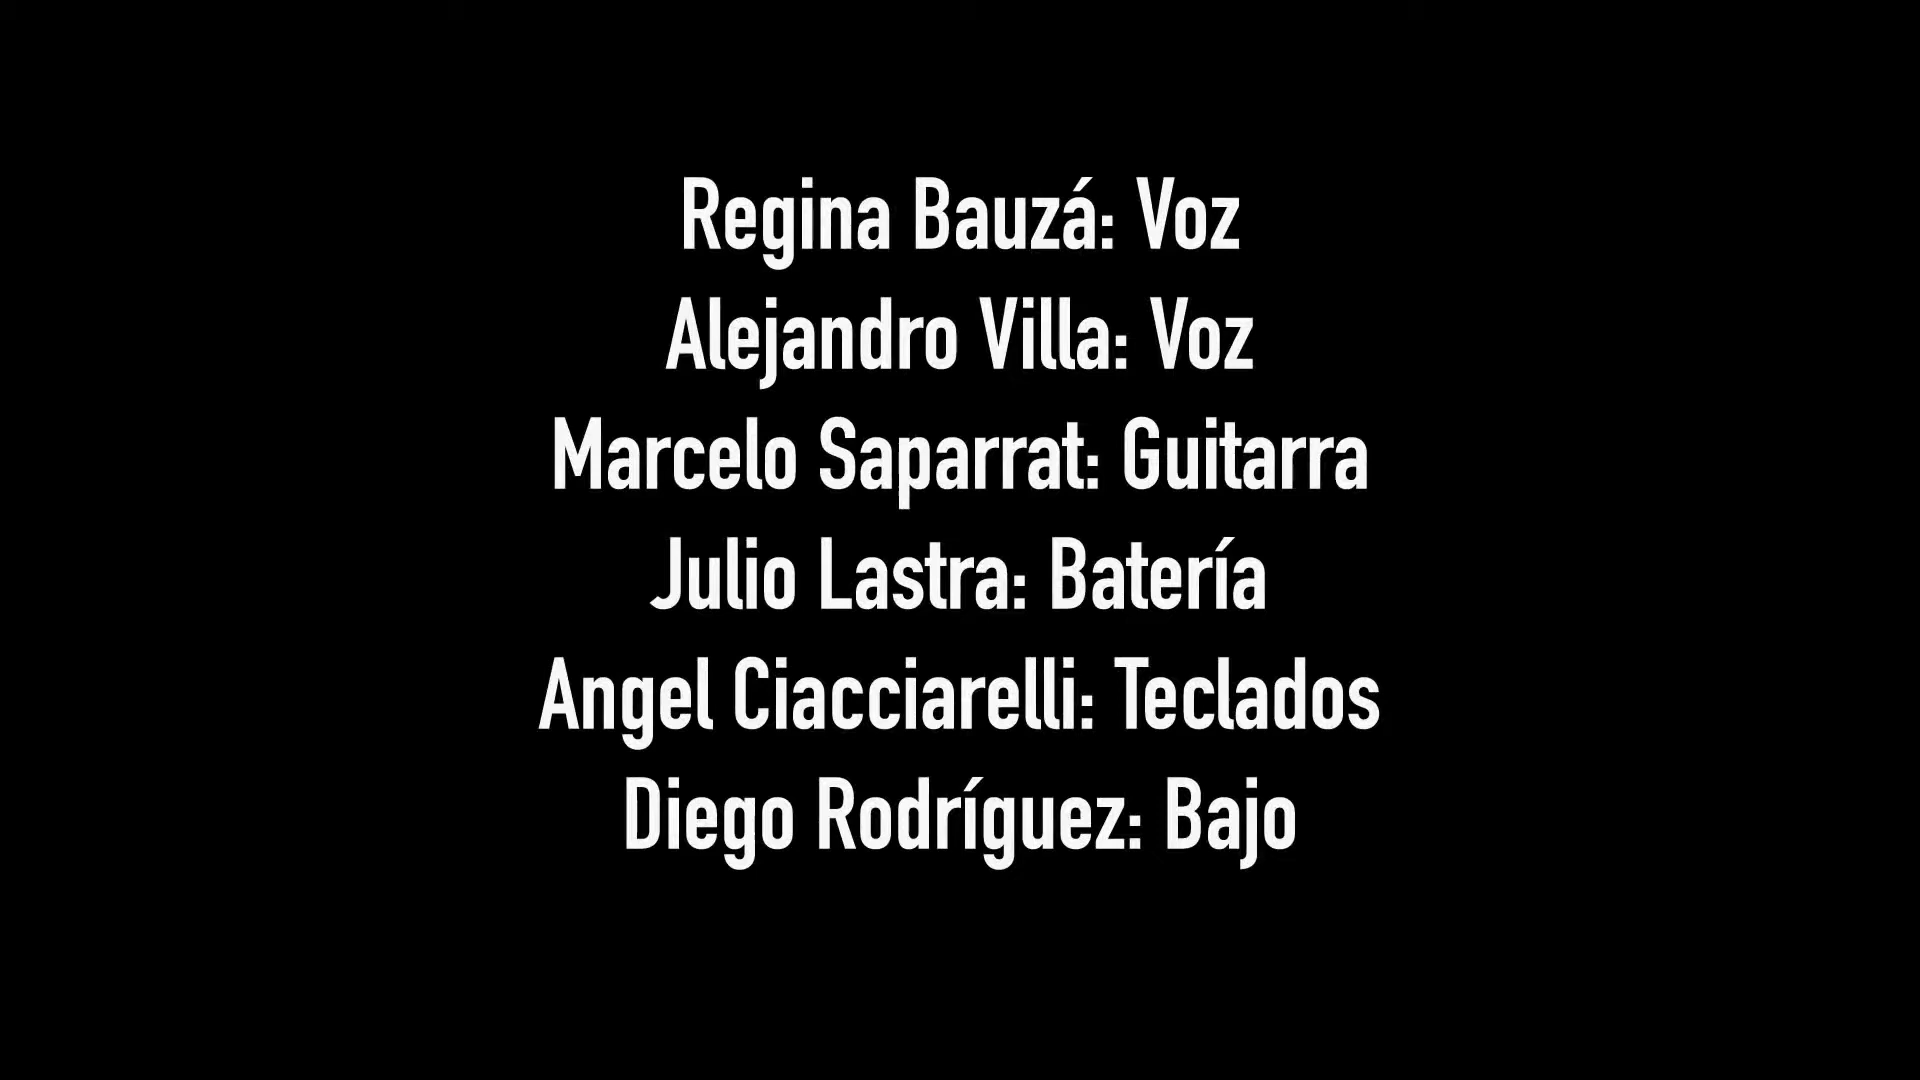 Regina Bauzá: Voz
Alejandro Villa: Voz
Marcelo Saparrat: Guitarra
Julio Lastra: Batería
Angel Ciacciarelli: Teclados
Diego Rodríguez: Bajo